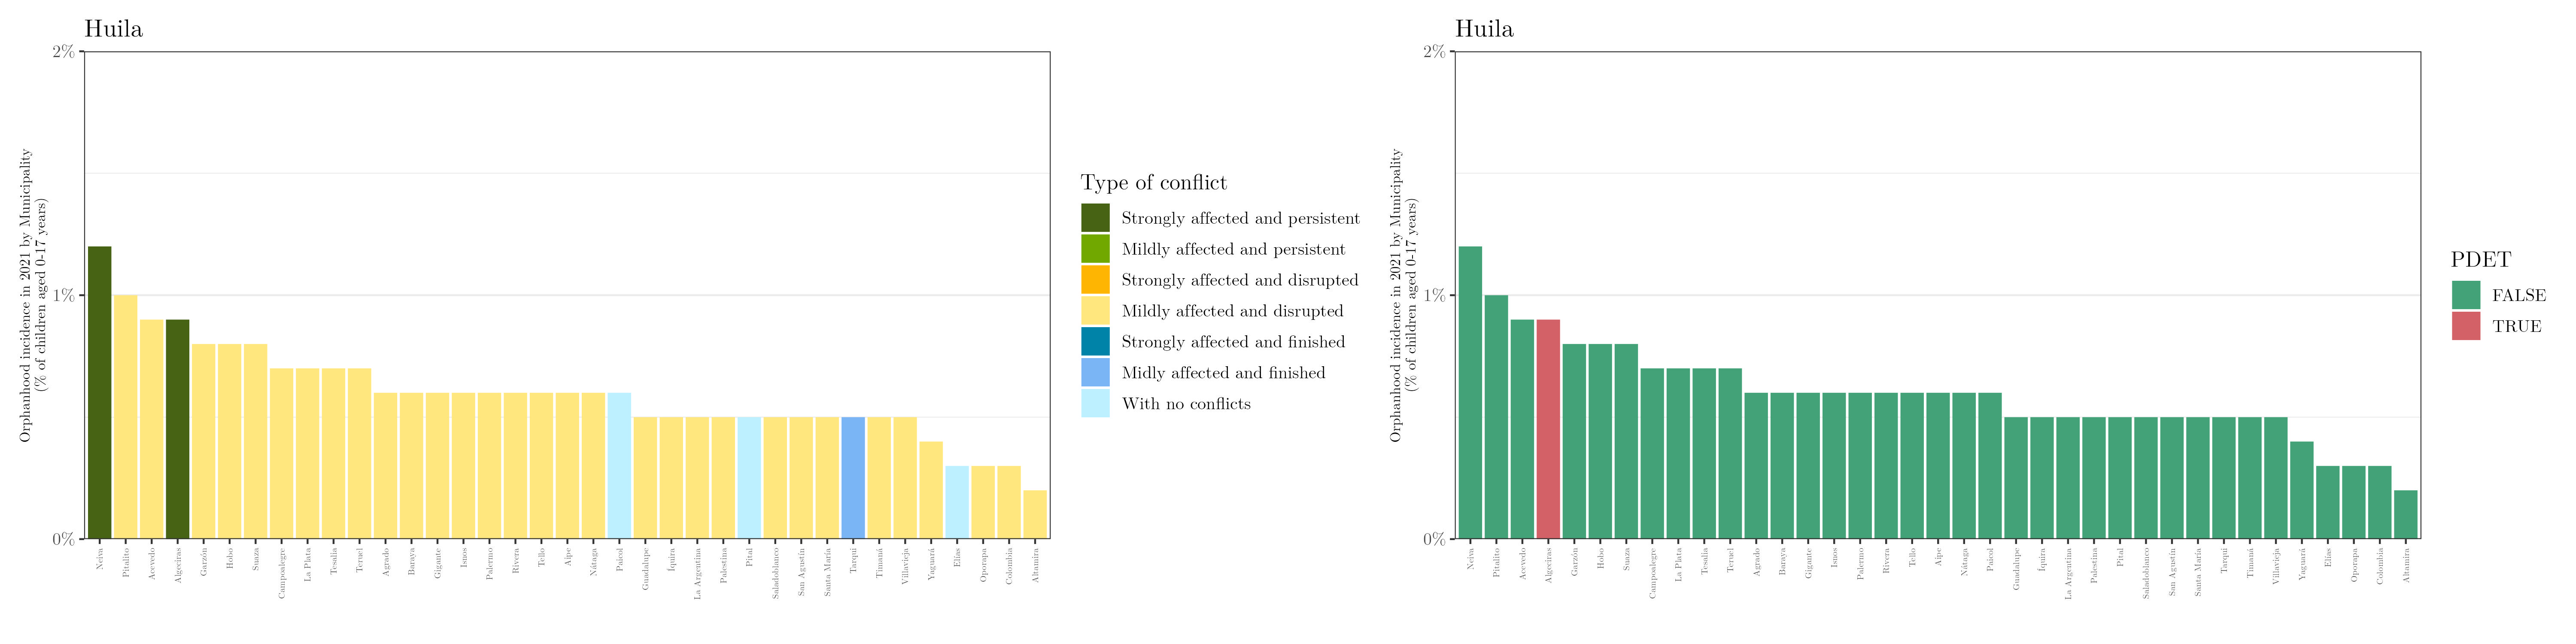 Huila
2%
1%
0%
Orphanhood incidence in 2021 by Municipality
(% of children aged 0-17 years)
Neiva
Pitalito
Acevedo
Algeciras
Garzón
Hobo
Suaza
Campoalegre
La Plata
Tesalia
Teruel
Agrado
Baraya
Gigante
Isnos
Palermo
Rivera
Tello
Aipe
Nátaga
Paicol
Guadalupe
Íquira
La Argentina
Palestina
Pital
Saladoblanco
San Agustín
Santa María
Tarqui
Timaná
Villavieja
Yaguará
Elías
Oporapa
Colombia
Altamira
Type of conflict
Strongly affected and persistent
Mildly affected and persistent
Strongly affected and disrupted
Mildly affected and disrupted
Strongly affected and finished
Midly affected and finished
With no conflicts
Huila
2%
1%
0%
Orphanhood incidence in 2021 by Municipality
(% of children aged 0-17 years)
Neiva
Pitalito
Acevedo
Algeciras
Garzón
Hobo
Suaza
Campoalegre
La Plata
Tesalia
Teruel
Agrado
Baraya
Gigante
Isnos
Palermo
Rivera
Tello
Aipe
Nátaga
Paicol
Guadalupe
Íquira
La Argentina
Palestina
Pital
Saladoblanco
San Agustín
Santa María
Tarqui
Timaná
Villavieja
Yaguará
Elías
Oporapa
Colombia
Altamira
PDET
FALSE
TRUE